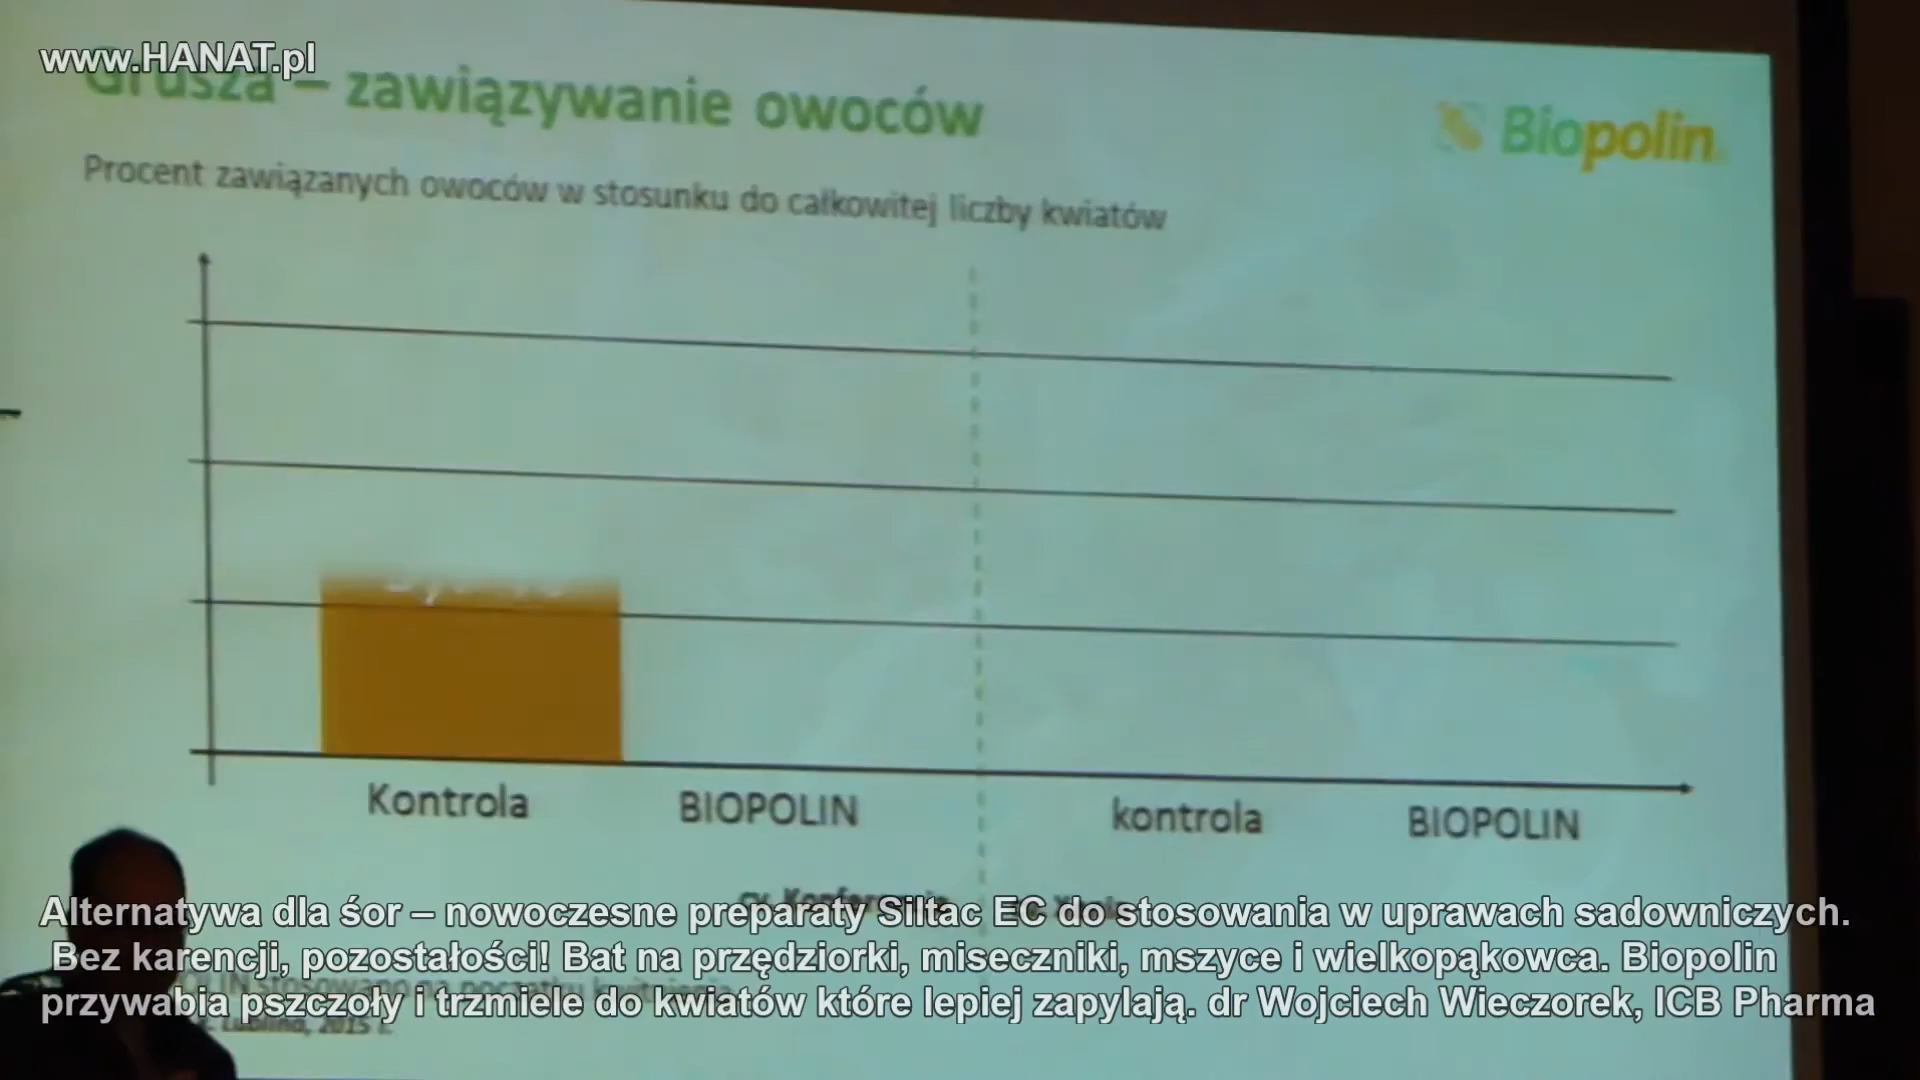 www.HANAT.pl
Grusza – zawiązywanie owoców
Biopolin
Procent zawiązanych owoców w stosunku do całkowitej liczby kwiatów
Kontrola BIOPOLIN kontrola BIOPOLIN
Alternatywa dla śor – nowoczesne preparaty Siltac EC do stosowania w uprawach sadowniczych.
Bez karencji, pozostałości! Bat na przędziorki, miseczniki, mszyce i wielkopąkowca. Biopolin
przywabia pszczoły i trzmiele do kwiatów które lepiej zapylają. dr Wojciech Wieczorek, ICB Pharma